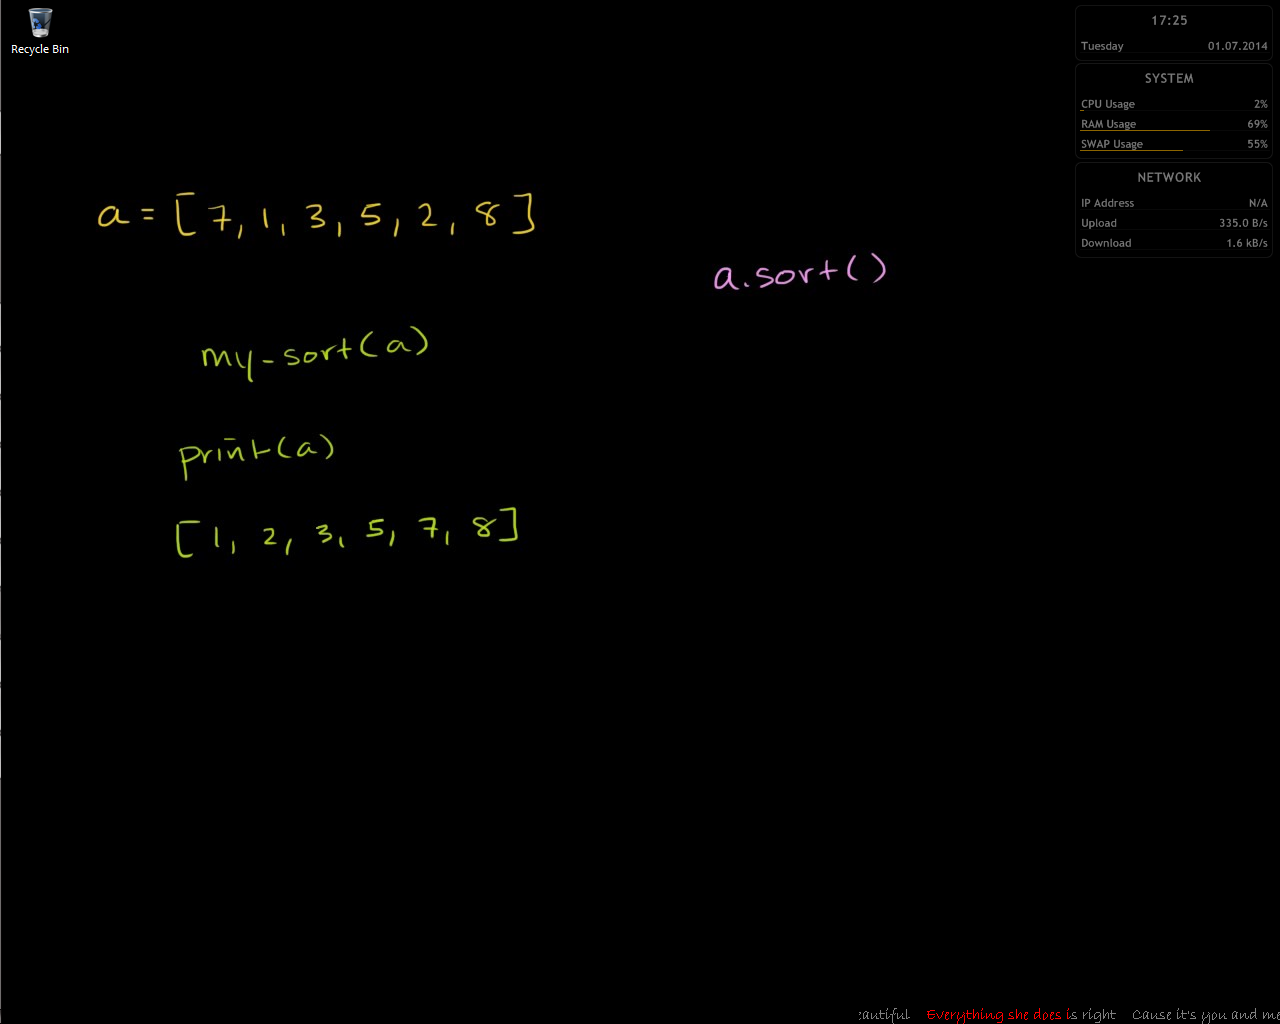 Recycle Bin
17:25
Tuesday 01.07.2014
SYSTEM
CPU Usage 2%
RAM Usage 69%
SWAP Usage 55%
NETWORK
IP Address N/A
Upload 335.0 B/s
Download 1.6 kB/s
a = [ 7, 1, 3, 5, 2, 8 ]
a.sort()
my-sort(a)
print(a)
[ 1, 2, 3, 5, 7, 8 ]
eautiful Everything she does is right Cause it's you and me